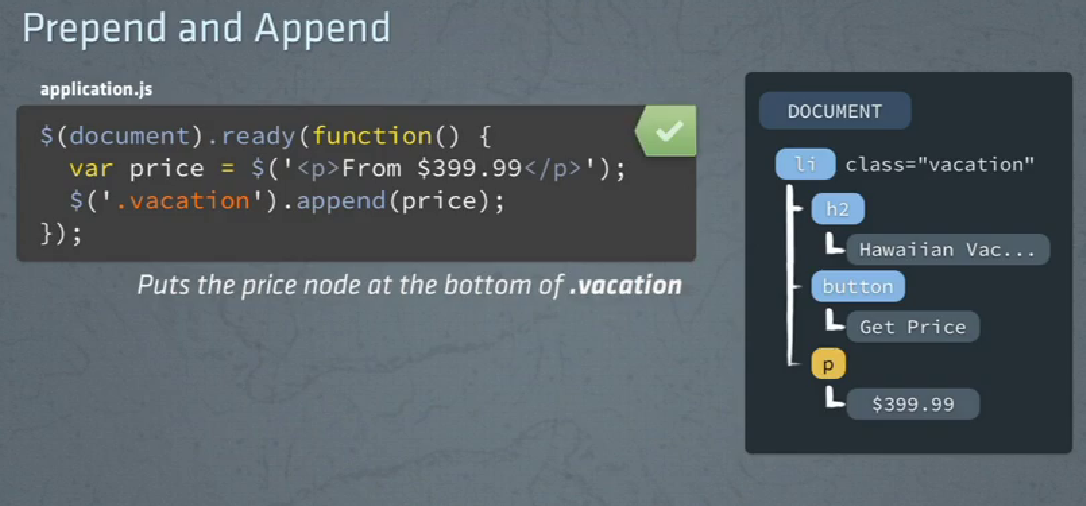 Prepend and Append
application.js
$(document).ready(function() {
  var price = $('<p>From $399.99</p>');
  $('.vacation').append(price);
});
Puts the price node at the bottom of .vacation
DOCUMENT
li class="vacation"
h2
Hawaiian Vac...
button
Get Price
p
$399.99